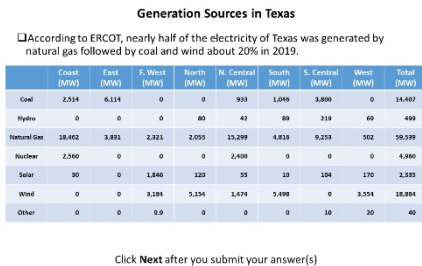 Generation Sources in Texas
❑According to ERCOT, nearly half of the electricity of Texas was generated by
natural gas followed by coal and wind about 20% in 2019.
Coast (MW) East (MW) F. West (MW) North (MW) N. Central (MW) South (MW) S. Central (MW) West (MW) Total (MW)
Coal 2,514 6,114 0 0 933 1,046 3,800 0 14,407
Hydro 0 0 0 80 42 89 219 69 499
Natural Gas 18,462 3,831 2,321 2,055 15,299 4,816 9,253 502 59,539
Nuclear 2,560 0 0 0 2,400 0 0 0 4,960
Solar 30 0 1,846 120 55 10 104 170 2,335
Wind 0 0 3,184 5,154 1,474 5,498 0 3,554 18,864
Other 0 0 9.9 0 0 0 10 20 40
Click Next after you submit your answer(s)